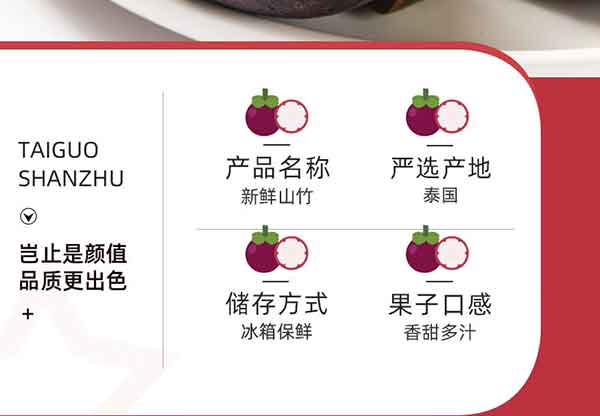 TAIGUO
SHANZHU
岂止是颜值
品质更出色
+
产品名称
新鲜山竹
严选产地
泰国
储存方式
冰箱保鲜
果子口感
香甜多汁